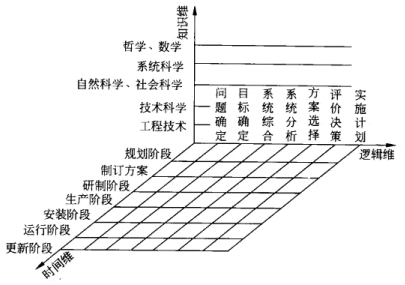 知识维
哲学、数学
系统科学
自然科学、社会科学
技术科学
工程技术
问题确定
目标确定
系统综合
系统分析
方案选择
评价决策
实施计划
逻辑维
规划阶段
制订方案
研制阶段
生产阶段
安装阶段
运行阶段
更新阶段
时间维